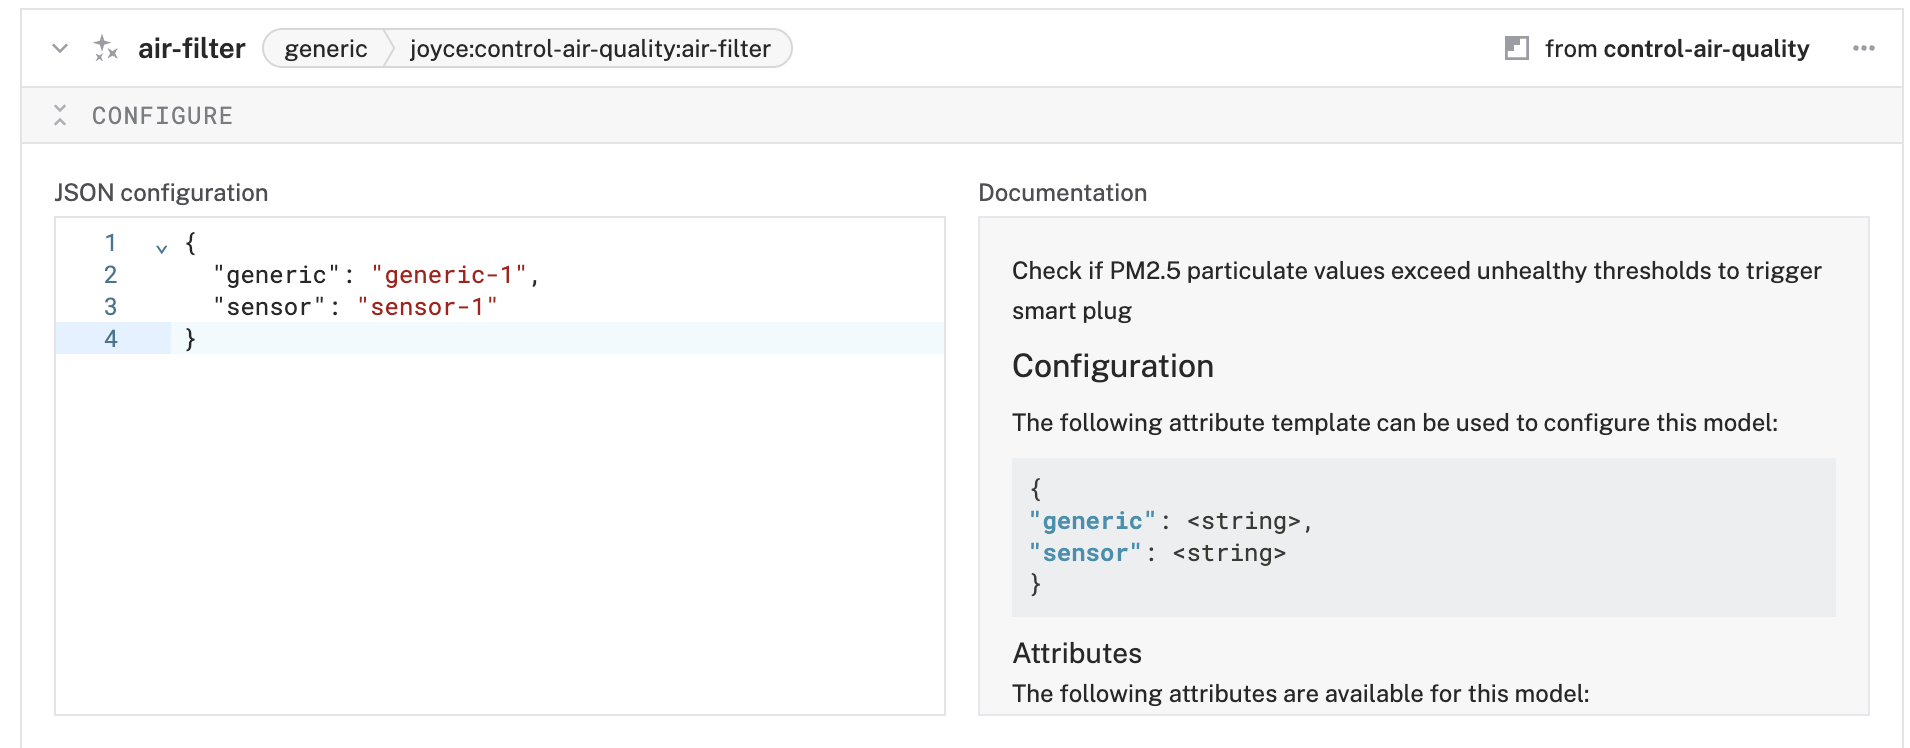 air-filter generic joyce:control-air-quality:air-filter from control-air-quality ...
CONFIGURE
JSON configuration
1 {
2 "generic": "generic-1",
3 "sensor": "sensor-1"
4 }
Documentation
Check if PM2.5 particulate values exceed unhealthy thresholds to trigger
smart plug
Configuration
The following attribute template can be used to configure this model:
{
"generic": <string>,
"sensor": <string>
}
Attributes
The following attributes are available for this model: